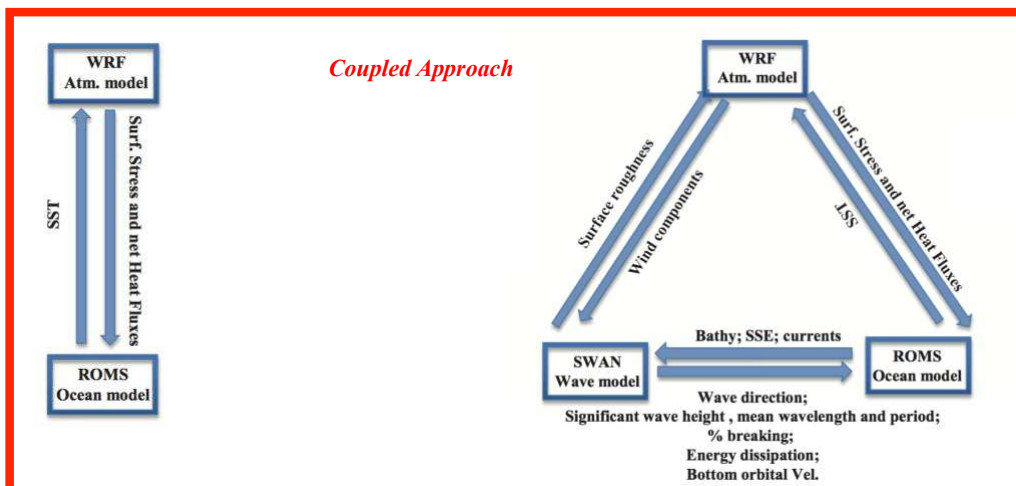 WRF
Atm. model
Coupled Approach
SST
Surf. Stress and net Heat Fluxes
ROMS
Ocean model
WRF
Atm. model
Surface roughness
Wind components
SST
Surf. Stress and net Heat Fluxes
Bathy; SSE; currents
SWAN
Wave model
ROMS
Ocean model
Wave direction;
Significant wave height , mean wavelength and period;
% breaking;
Energy dissipation;
Bottom orbital Vel.